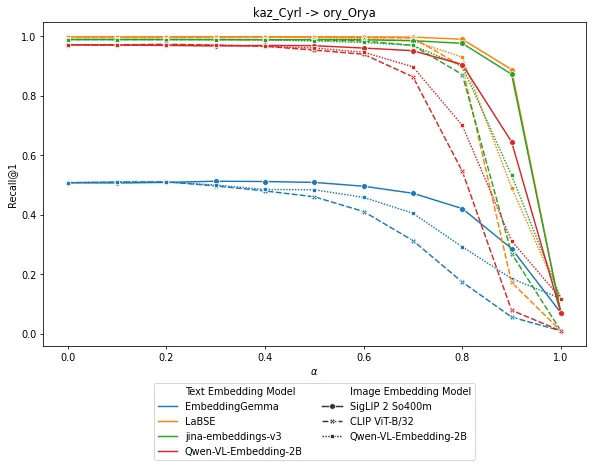 kaz_Cyrl -> ory_Orya
1.0
0.8
0.6
0.4
0.2
0.0
Recall@1
0.0 0.2 0.4 0.6 0.8 1.0
α
Text Embedding Model Image Embedding Model
EmbeddingGemma SigLIP 2 So400m
LaBSE CLIP ViT-B/32
jina-embeddings-v3 Qwen-VL-Embedding-2B
Qwen-VL-Embedding-2B